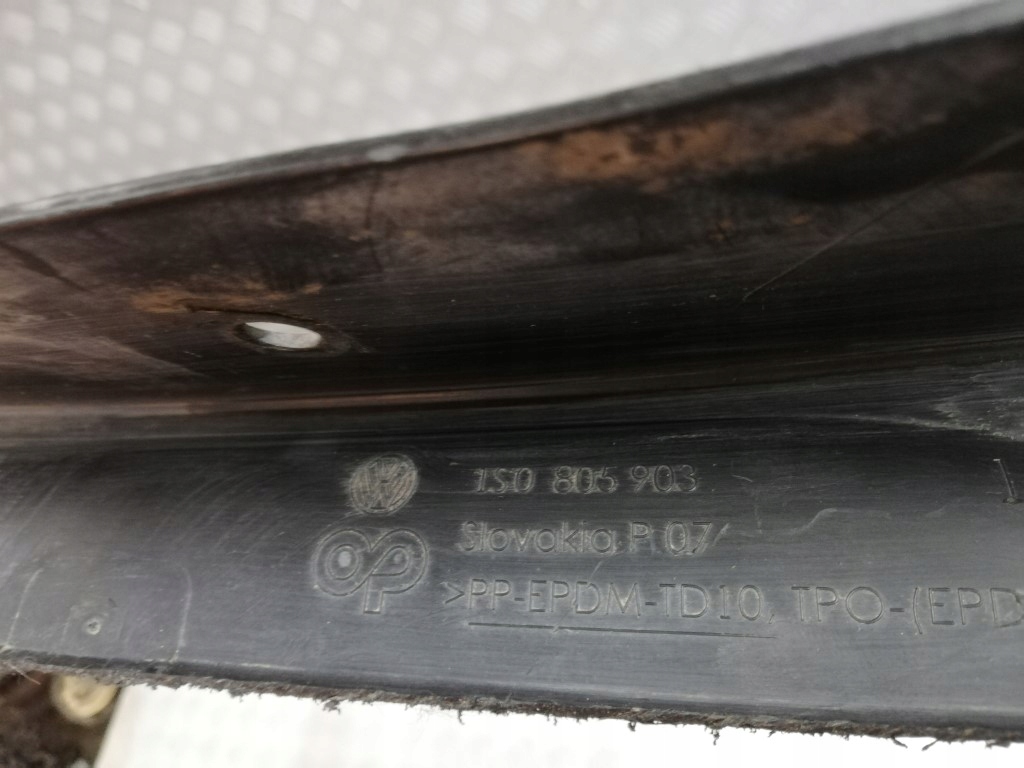 1S0 805 903
Slovakia P 07
>PP-EPDM-TD10, TPO-(EPD